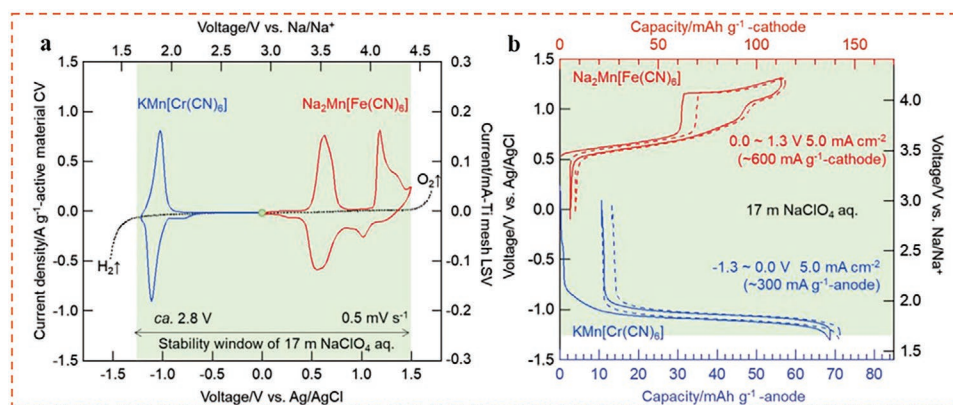 a
Voltage/V vs. Na/Na⁺
1.5 2.0 2.5 3.0 3.5 4.0 4.5
Current density/A g⁻¹-active material CV
1.5
1.0
0.5
0.0
-0.5
-1.0
-1.5
KMn[Cr(CN)₆]
Na₂Mn[Fe(CN)₆]
O₂↑
H₂↑
ca. 2.8 V
0.5 mV s⁻¹
Stability window of 17 m NaClO₄ aq.
-1.5 -1.0 -0.5 0.0 0.5 1.0 1.5
Voltage/V vs. Ag/AgCl
0.3
0.2
0.1
0.0
-0.1
-0.2
-0.3
Current/mA-Ti mesh LSV
b
Capacity/mAh g⁻¹-cathode
0 50 100 150
Voltage/V vs. Ag/AgCl
1.5
1.0
0.5
0.0
-0.5
-1.0
-1.5
Na₂Mn[Fe(CN)₆]
0.0 ~ 1.3 V 5.0 mA cm⁻²
(~600 mA g⁻¹-cathode)
17 m NaClO₄ aq.
-1.3 ~ 0.0 V 5.0 mA cm⁻²
(~300 mA g⁻¹-anode)
KMn[Cr(CN)₆]
4.0
3.5
3.0
2.5
2.0
1.5
Voltage/V vs. Na/Na⁺
0 10 20 30 40 50 60 70 80
Capacity/mAh g⁻¹-anode